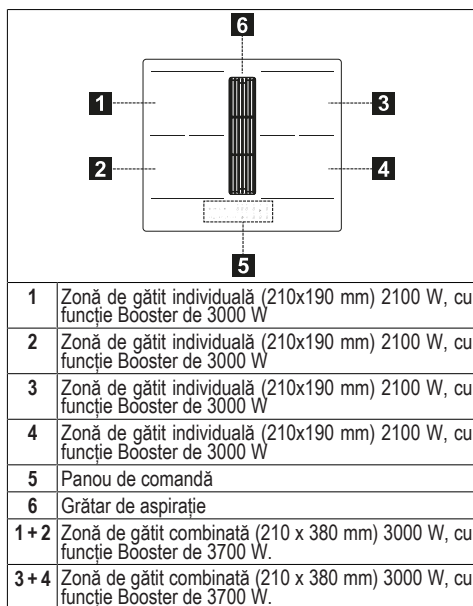 6
1
3
2
4
5
1 Zonă de gătit individuală (210x190 mm) 2100 W, cu
funcție Booster de 3000 W
2 Zonă de gătit individuală (210x190 mm) 2100 W, cu
funcție Booster de 3000 W
3 Zonă de gătit individuală (210x190 mm) 2100 W, cu
funcție Booster de 3000 W
4 Zonă de gătit individuală (210x190 mm) 2100 W, cu
funcție Booster de 3000 W
5 Panou de comandă
6 Grătar de aspirație
1 + 2 Zonă de gătit combinată (210 x 380 mm) 3000 W, cu
funcție Booster de 3700 W.
3 + 4 Zonă de gătit combinată (210 x 380 mm) 3000 W, cu
funcție Booster de 3700 W.